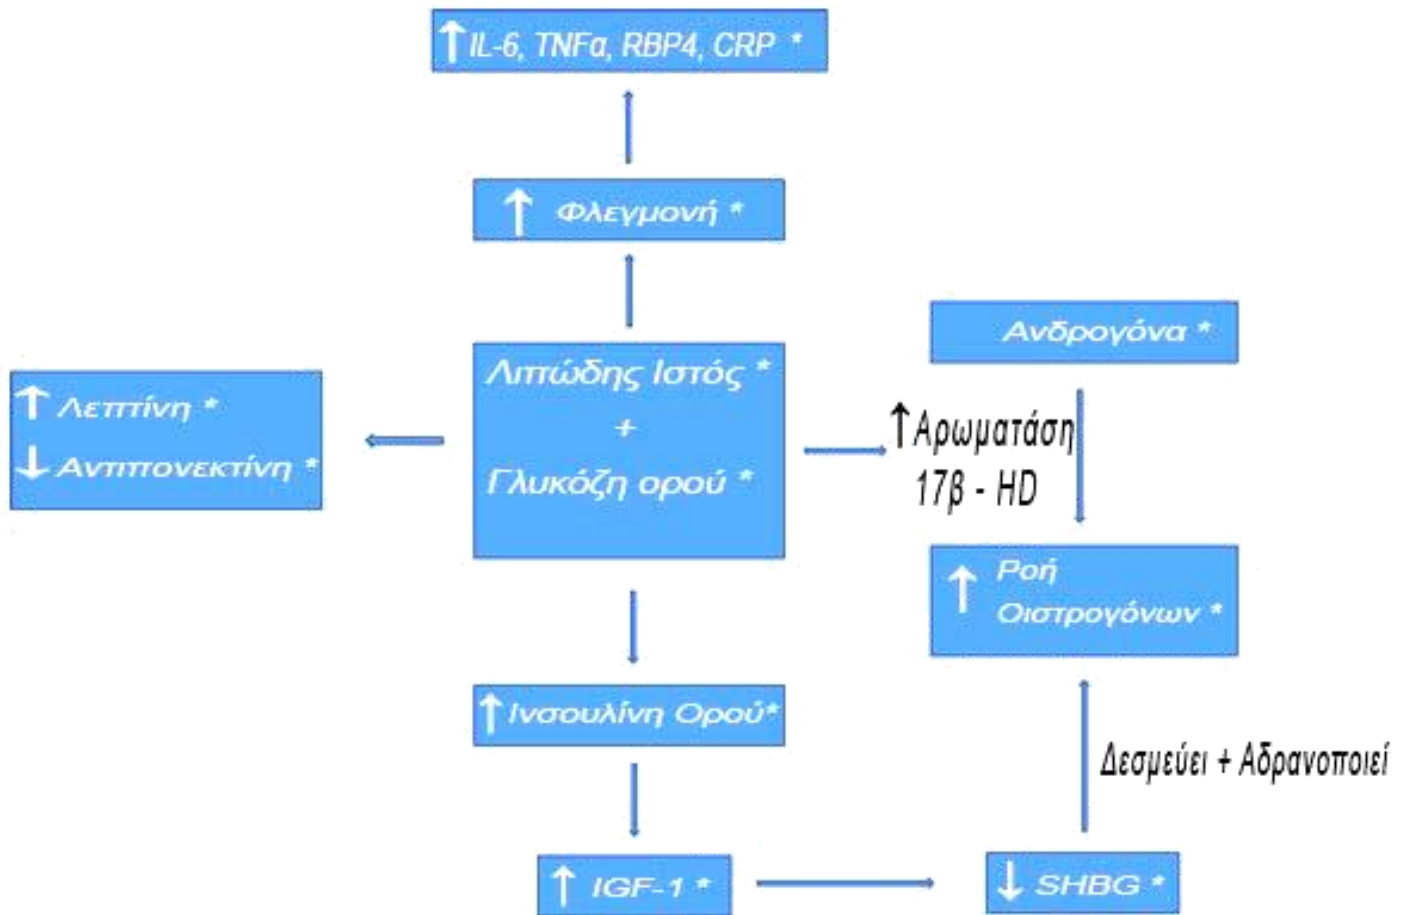 ↑ IL-6, TNFα, RBP4, CRP *
↑ Φλεγμονή *
Ανδρογόνα *
Λιπώδης Ιστός *
+
Γλυκόζη ορού *
↑ Λεπτίνη *
↓ Αντιπονεκτίνη *
↑ Αρωματάση
17β - HD
↑ Ροή
Οιστρογόνων *
↑ Ινσουλίνη Ορού*
Δεσμεύει + Αδρανοποιεί
↑ IGF-1 *
↓ SHBG *